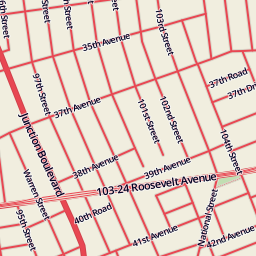 96th Street
103rd Street
35th Avenue
97th Street
37th Road
37th Avenue
101st Street
102nd Street
Junction Boulevard
104th Street
38th Avenue
39th Avenue
Warren Street
103-24 Roosevelt Avenue
95th Street
40th Road
National Street
41st Avenue
42nd Avenue